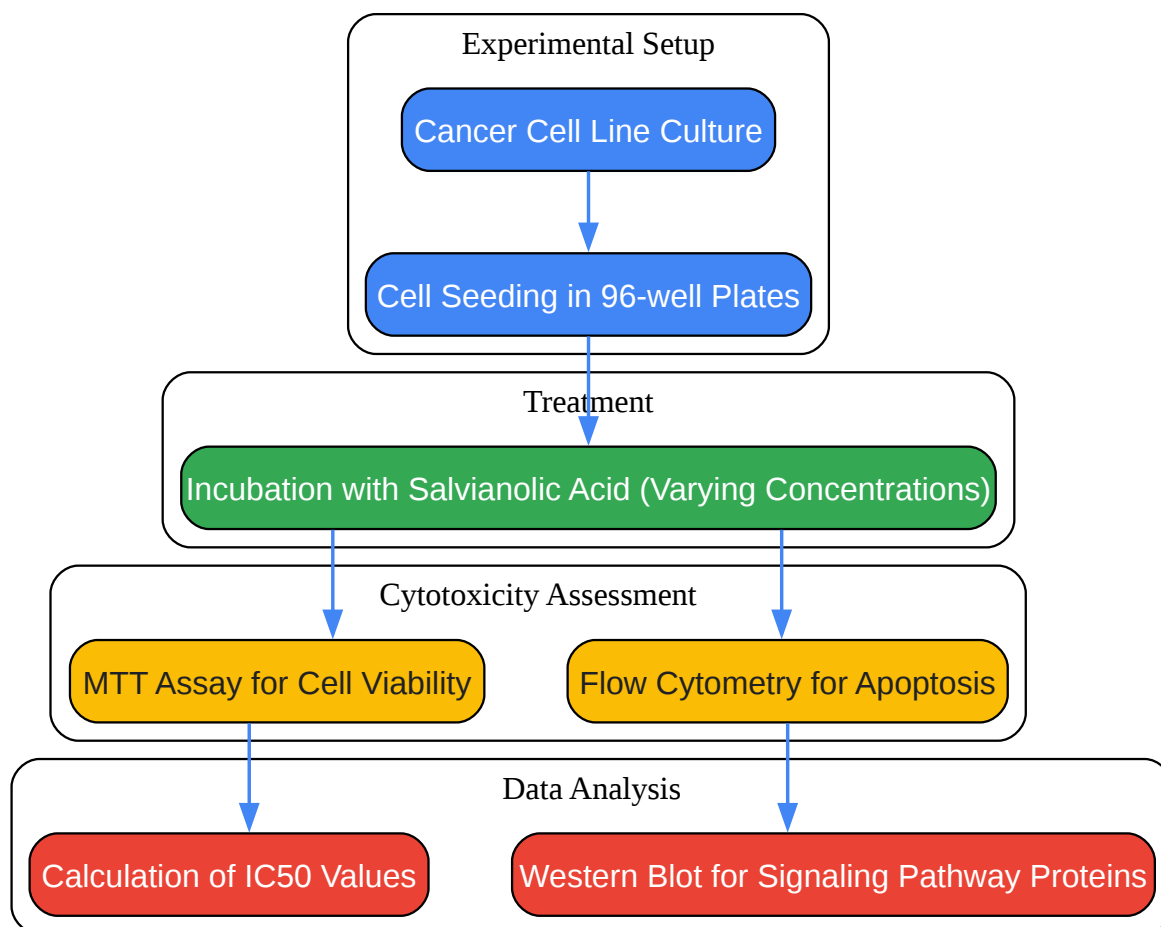 Experimental Setup
Cancer Cell Line Culture
Cell Seeding in 96-well Plates
Treatment
Incubation with Salvianolic Acid (Varying Concentrations)
Cytotoxicity Assessment
MTT Assay for Cell Viability
Flow Cytometry for Apoptosis
Data Analysis
Calculation of IC50 Values
Western Blot for Signaling Pathway Proteins